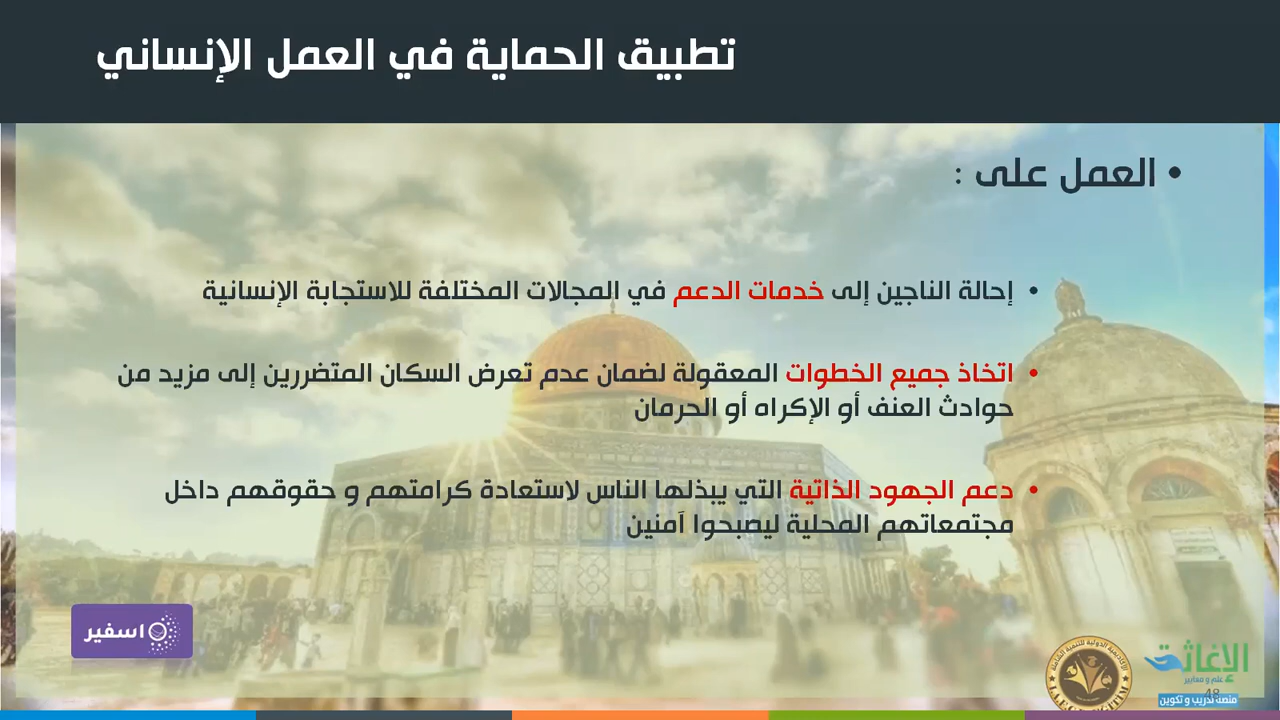 تطبيق الحماية في العمل الإنساني
• العمل على :
• إحالة الناجين إلى خدمات الدعم في المجالات المختلفة للاستجابة الإنسانية
• اتخاذ جميع الخطوات المعقولة لضمان عدم تعرض السكان المتضررين إلى مزيد من
حوادث العنف أو الإكراه أو الحرمان
• دعم الجهود الذاتية التي يبذلها الناس لاستعادة كرامتهم و حقوقهم داخل
مجتمعاتهم المحلية ليصبحوا آمنين
اسفير
الإغاثة
علم و معايير
منصة تدريب و تكوين
48